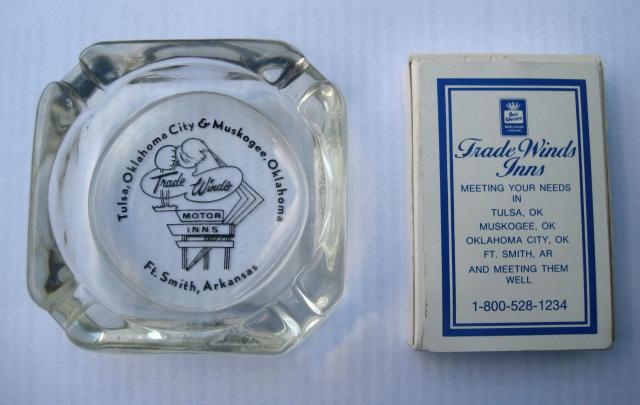 Tulsa, Oklahoma City & Muskogee, Oklahoma
Trade Winds
MOTOR
INNS
Ft. Smith, Arkansas
Best
Western
Trade Winds
Inns
MEETING YOUR NEEDS
IN
TULSA, OK
MUSKOGEE, OK
OKLAHOMA CITY, OK
FT. SMITH, AR
AND MEETING THEM
WELL
1-800-528-1234